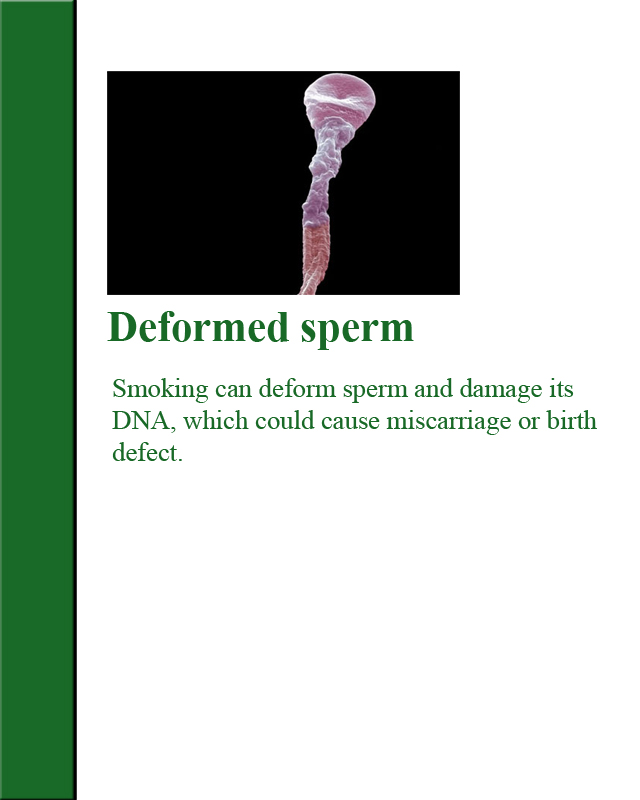 Deformed sperm
Smoking can deform sperm and damage its
DNA, which could cause miscarriage or birth
defect.